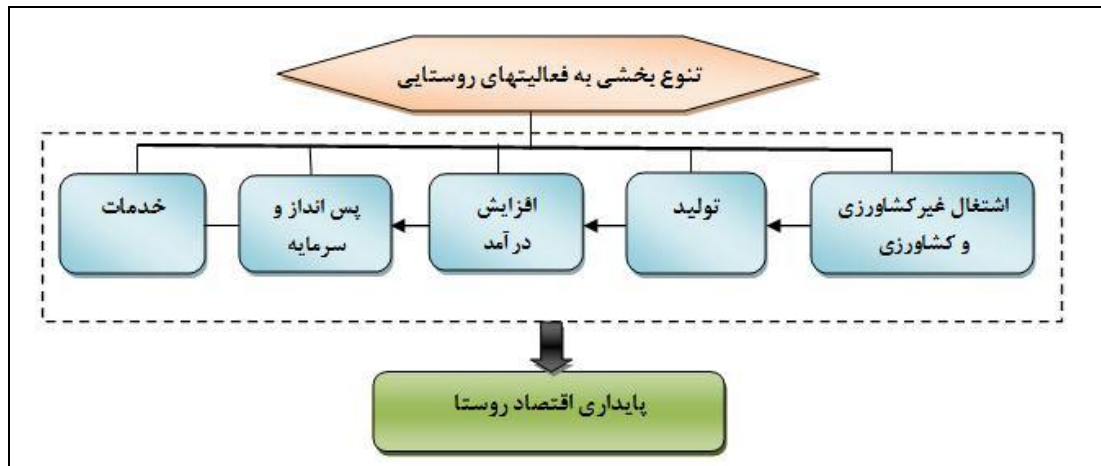 تنوع بخشی به فعالیتهای روستایی
اشتغال غیرکشاورزی
و کشاورزی
تولید
افزایش
درآمد
پس انداز و
سرمایه
خدمات
پایداری اقتصاد روستا